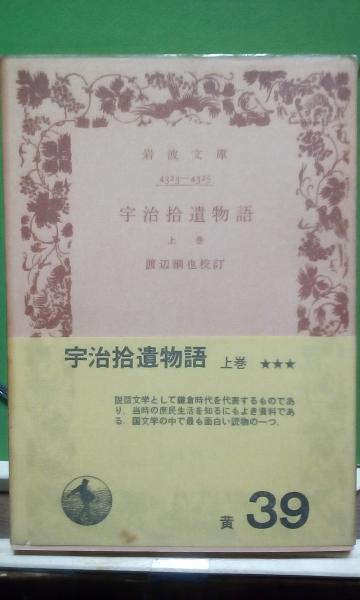 岩波文庫
4323—4325
宇治拾遺物語
上巻
渡辺綱也校訂
宇治拾遺物語 上巻 ★★★
説話文学として鎌倉時代を代表するものであ
り、当時の庶民生活を知るにもよき資料であ
る。国文学の中で最も面白い読物の一つ。
黄 39